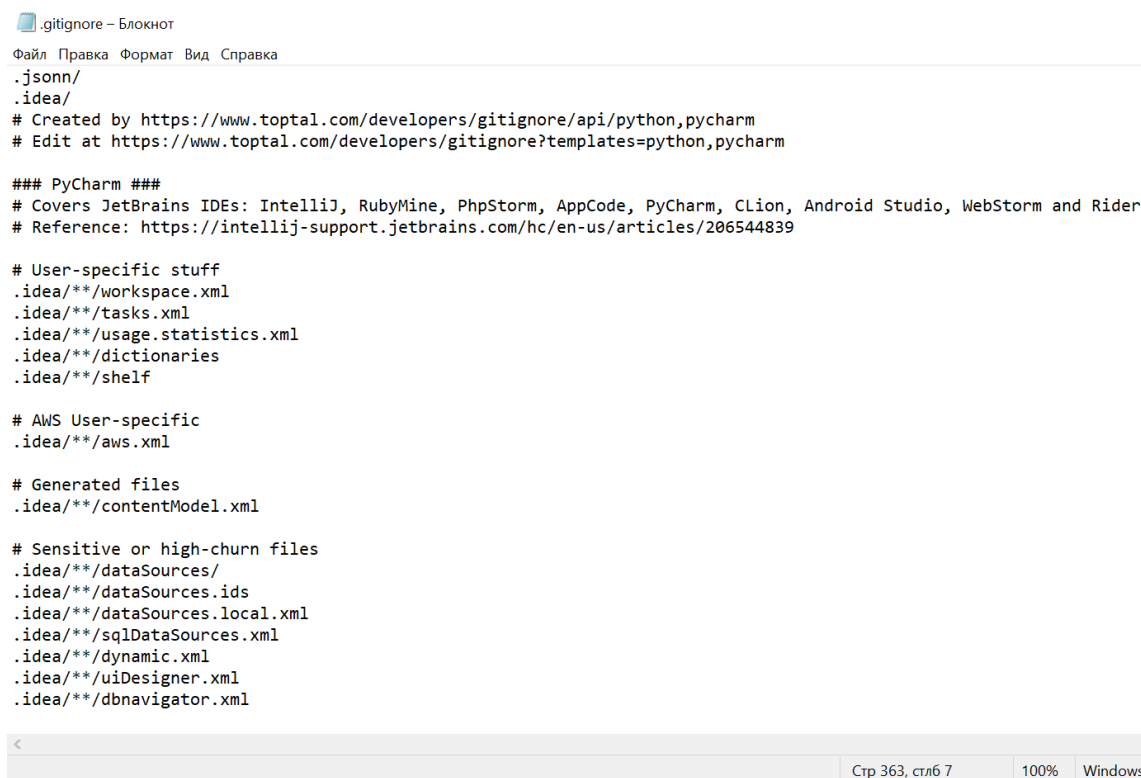 .gitignore – Блокнот
Файл Правка Формат Вид Справка
.jsonn/
.idea/
# Created by https://www.toptal.com/developers/gitignore/api/python,pycharm
# Edit at https://www.toptal.com/developers/gitignore?templates=python,pycharm
### PyCharm ###
# Covers JetBrains IDEs: IntelliJ, RubyMine, PhpStorm, AppCode, PyCharm, CLion, Android Studio, WebStorm and Rider
# Reference: https://intellij-support.jetbrains.com/hc/en-us/articles/206544839
# User-specific stuff
.idea/**/workspace.xml
.idea/**/tasks.xml
.idea/**/usage.statistics.xml
.idea/**/dictionaries
.idea/**/shelf
# AWS User-specific
.idea/**/aws.xml
# Generated files
.idea/**/contentModel.xml
# Sensitive or high-churn files
.idea/**/dataSources/
.idea/**/dataSources.ids
.idea/**/dataSources.local.xml
.idea/**/sqlDataSources.xml
.idea/**/dynamic.xml
.idea/**/uiDesigner.xml
.idea/**/dbnavigator.xml
Стр 363, стлб 7 100% Windows